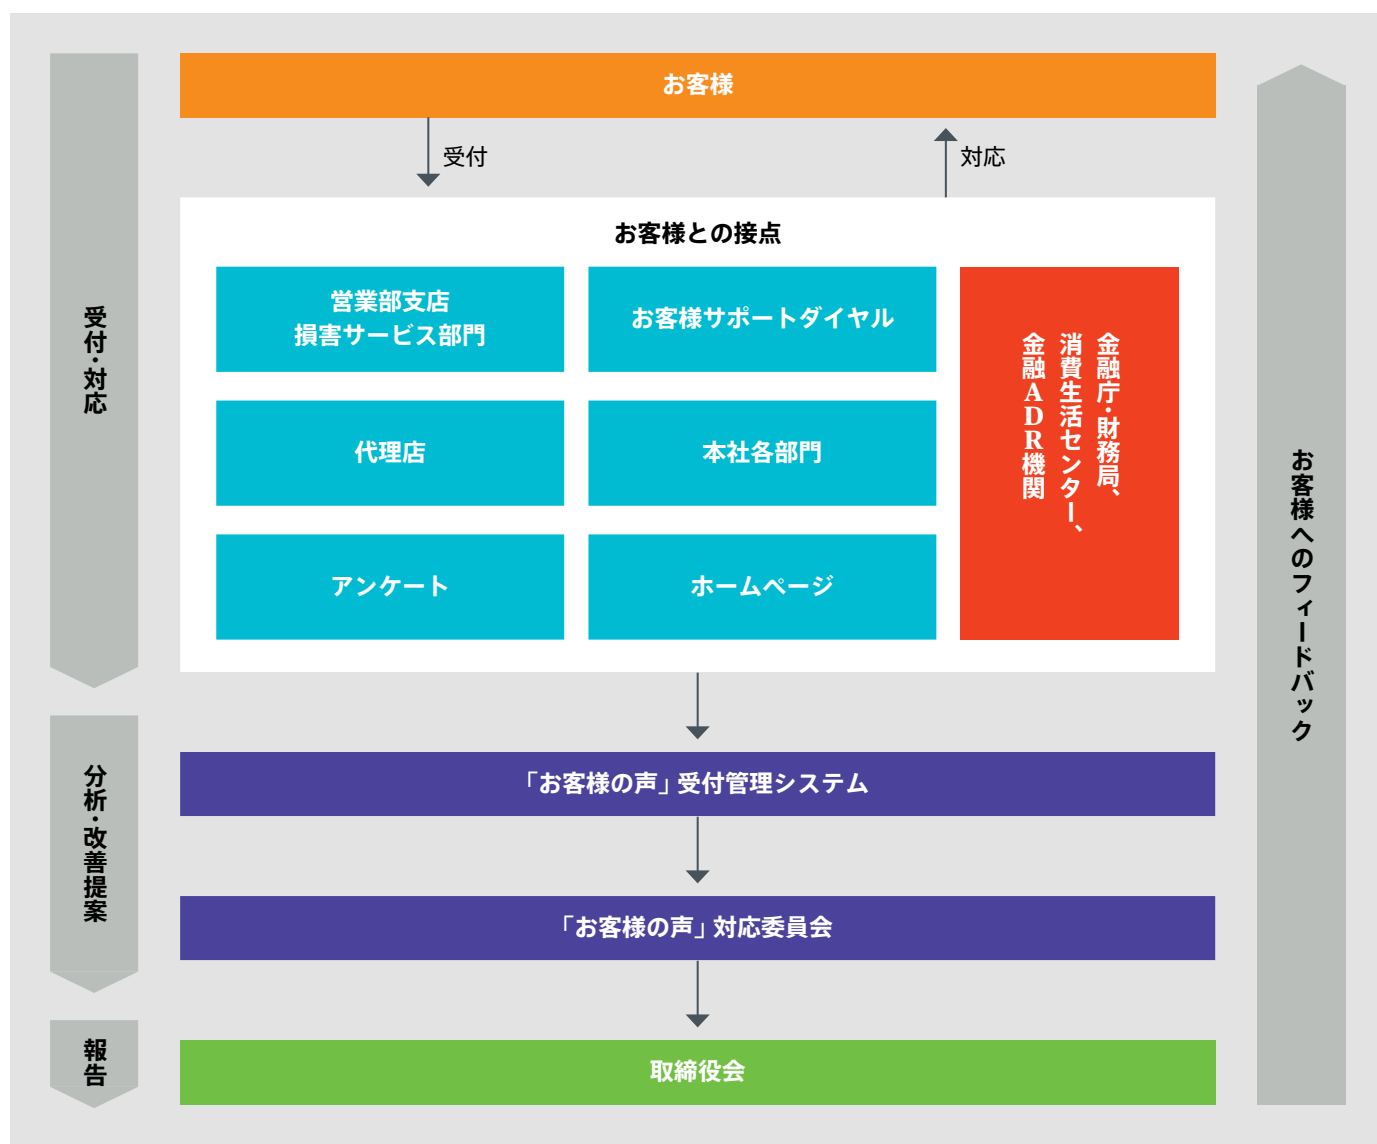 お客様
受付
対応
お客様との接点
営業部支店
損害サービス部門
お客様サポートダイヤル
金融庁・財務局、
消費生活センター、
金融ADR機関
代理店
本社各部門
アンケート
ホームページ
受付・対応
「お客様の声」受付管理システム
「お客様の声」対応委員会
分析・改善提案
取締役会
報告
お客様へのフィードバック